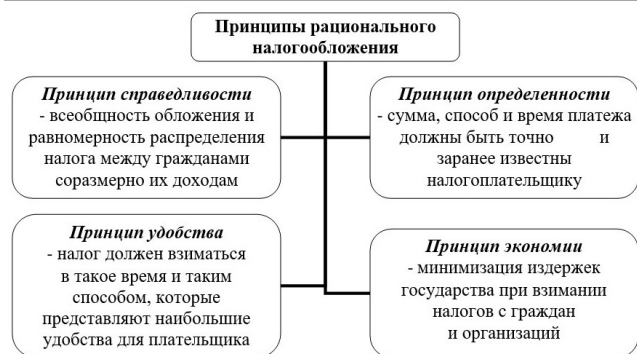 Принципы рационального
налогообложения
Принцип справедливости
- всеобщность обложения и
равномерность распределения
налога между гражданами
соразмерно их доходам
Принцип определенности
- сумма, способ и время платежа
должны быть точно и
заранее известны
налогоплательщику
Принцип удобства
- налог должен взиматься
в такое время и таким
способом, которые
представляют наибольшие
удобства для плательщика
Принцип экономии
- минимизация издержек
государства при взимании
налогов с граждан
и организаций